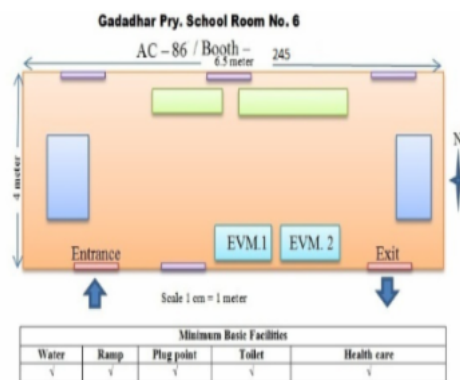 Gadadhar Pry. School Room No. 6
AC – 86 / Booth – 245
6.5 meter
4 meter
N
EVM.1 EVM. 2
Entrance Exit
Scale 1 cm = 1 meter
Minimum Basic Facilities
Water Ramp Plug point Toilet Health care
√ √ √ √ √